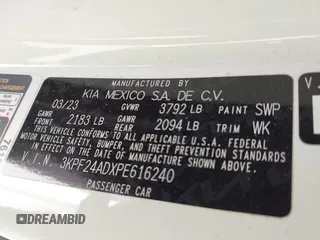 MANUFACTURED BY
KIA MEXICO S.A. DE C.V.
03/23 GVWR 3792 LB PAINT SWP
GAWR GAWR
FRONT 2183 LB REAR 2094 LB TRIM WK
THIS VEHICLE CONFORMS TO ALL APPLICABLE
U.S. FEDERAL MOTOR VEHICLE SAFETY, BUMPER,
AND THEFT PREVENTION STANDARDS IN EFFECT
ON THE DATE OF MANUFACTURE SHOWN ABOVE.
V.I.N. 3KPF24ADXPE616240
PASSENGER CAR
DREAMBID